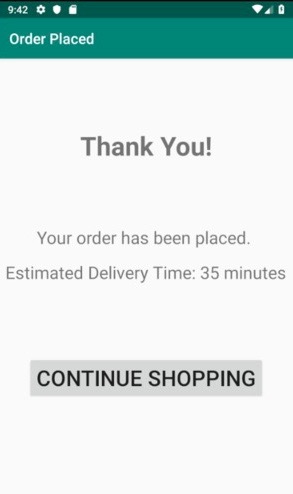 9:42
Order Placed
Thank You!
Your order has been placed.
Estimated Delivery Time: 35 minutes
CONTINUE SHOPPING